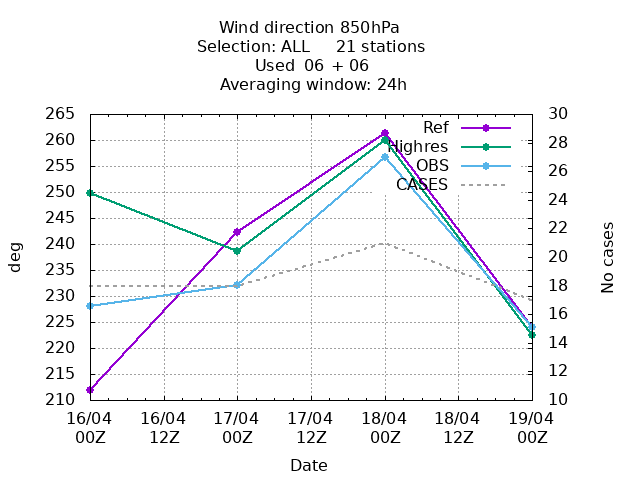 Wind direction 850hPa
Selection: ALL     21 stations
Used  06 + 06
Averaging window: 24h
265
260
255
250
245
240
235
230
225
220
215
210
deg
30
28
26
24
22
20
18
16
14
12
10
No cases
Ref
Highres
OBS
CASES
16/04 16/04 17/04 17/04 18/04 18/04 19/04
00Z 12Z 00Z 12Z 00Z 12Z 00Z
Date